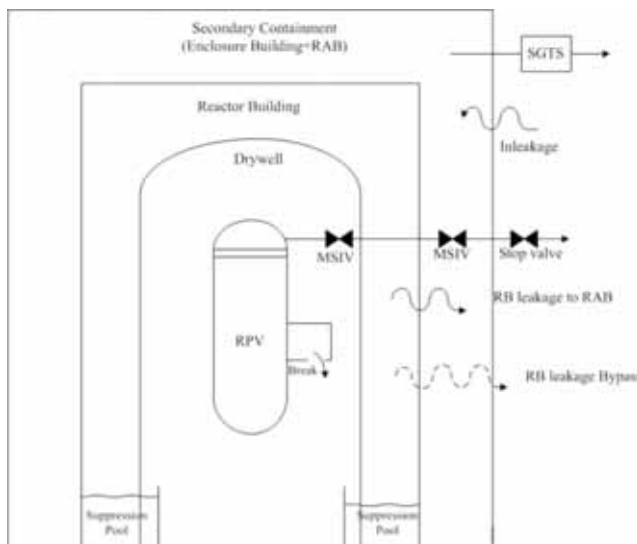 Secondary Containment
(Enclosure Building+RAB)
SGTS
Reactor Building
Inleakage
Drywell
MSIV
MSIV
Stop valve
RB leakage to RAB
RPV
Break
RB leakage Bypass
Suppression
Pool
Suppression
Pool